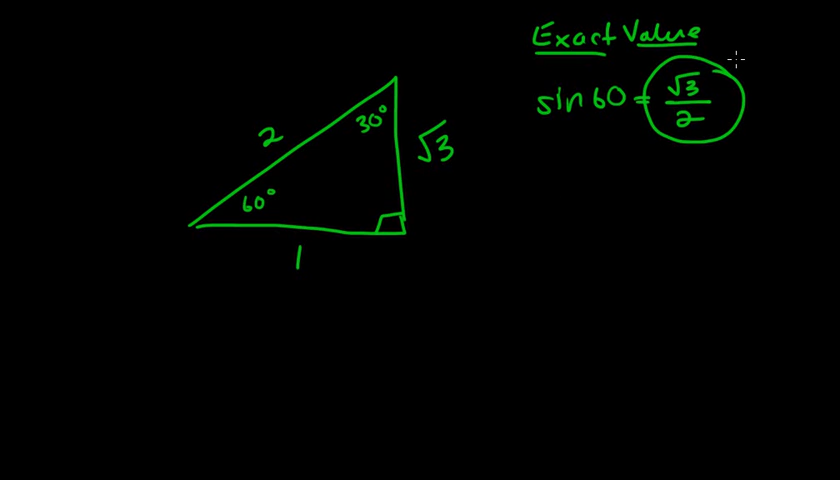 Exact Value
sin 60 = √3/2
30°
2
√3
60°
1